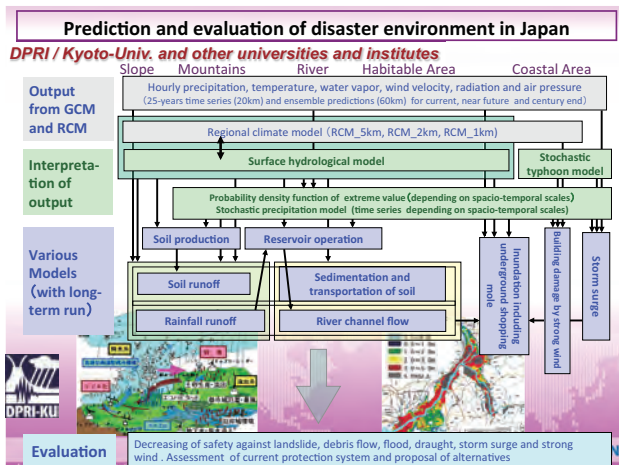 Prediction and evaluation of disaster environment in Japan
DPRI / Kyoto-Univ. and other universities and institutes
Slope Mountains River Habitable Area Coastal Area
Output
from GCM
and RCM
Hourly precipitation, temperature, water vapor, wind velocity, radiation and air pressure
(25-years time series (20km) and ensemble predictions (60km) for current, near future and century end)
Regional climate model (RCM_5km, RCM_2km, RCM_1km)
Interpreta-
tion of
output
Surface hydrological model
Stochastic
typhoon model
Probability density function of extreme value(depending on spacio-temporal scales)
Stochastic precipitation model (time series depending on spacio-temporal scales)
Various
Models
(with long-
term run)
Soil production
Reservoir operation
Soil runoff
Sedimentation and
transportation of soil
Rainfall runoff
River channel flow
Inundation including
underground shopping
mole
Building damage by strong wind
Storm surge
DPRI-KU
Evaluation
Decreasing of safety against landslide, debris flow, flood, draught, storm surge and strong
wind . Assessment of current protection system and proposal of alternatives